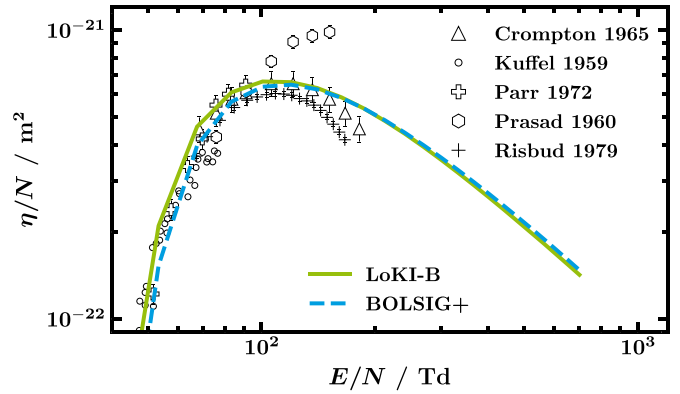 10⁻²¹
Crompton 1965
Kuffel 1959
Parr 1972
Prasad 1960
Risbud 1979
η/N / m²
LoKI-B
BOLSIG+
10⁻²²
10² 10³
E/N / Td